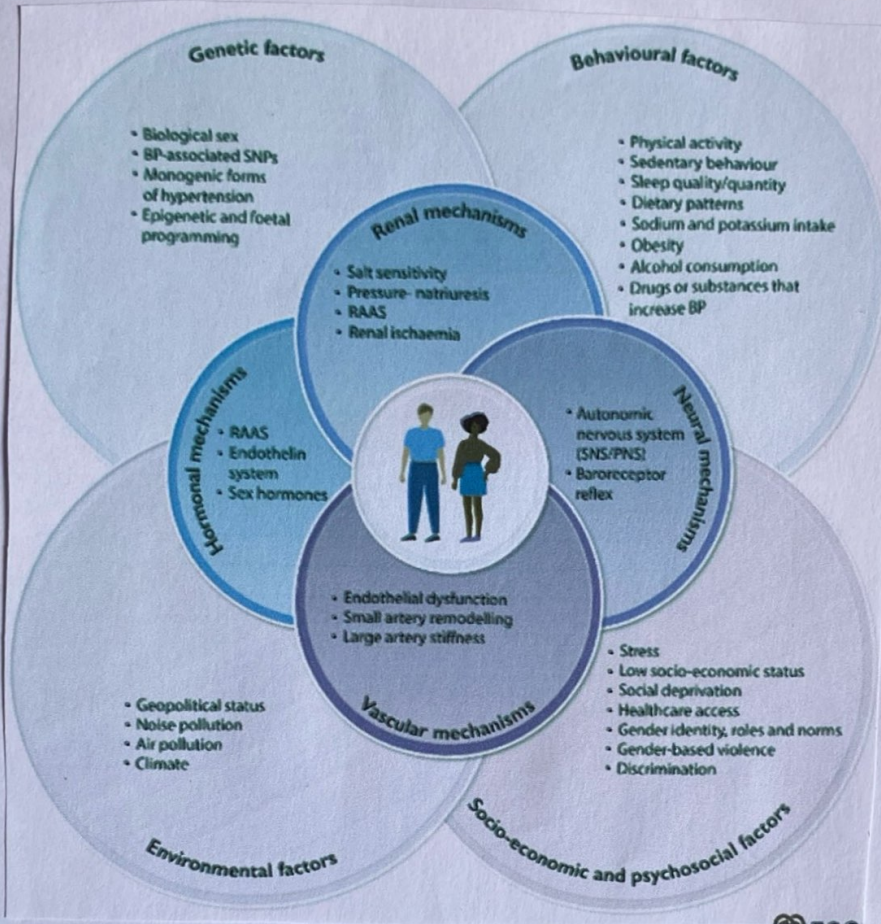 Genetic factors
• Biological sex
• BP-associated SNPs
• Monogenic forms
of hypertension
• Epigenetic and foetal
programming
Behavioural factors
• Physical activity
• Sedentary behaviour
• Sleep quality/quantity
• Dietary patterns
• Sodium and potassium intake
• Obesity
• Alcohol consumption
• Drugs or substances that
increase BP
Renal mechanisms
• Salt sensitivity
• Pressure- natriuresis
• RAAS
• Renal ischaemia
Hormonal mechanisms
• RAAS
• Endothelin
system
• Sex hormones
Neural mechanisms
• Autonomic
nervous system
(SNS/PNS)
• Baroreceptor
reflex
• Endothelial dysfunction
• Small artery remodelling
• Large artery stiffness
Vascular mechanisms
• Geopolitical status
• Noise pollution
• Air pollution
• Climate
Environmental factors
• Stress
• Low socio-economic status
• Social deprivation
• Healthcare access
• Gender identity, roles and norms
• Gender-based violence
• Discrimination
Socio-economic and psychosocial factors